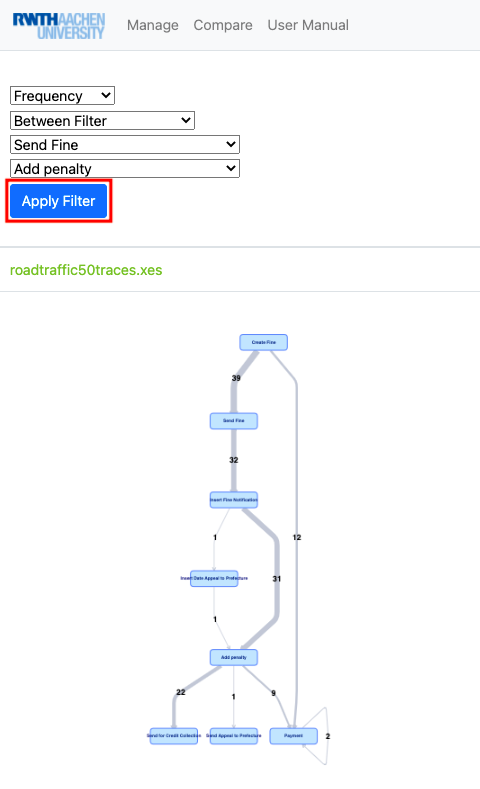 RWTHAACHEN
UNIVERSITY
Manage Compare User Manual
Frequency
Between Filter
Send Fine
Add penalty
Apply Filter
roadtraffic50traces.xes
Create Fine
39
Send Fine
32
Insert Fine Notification
1
12
Insert Date Appeal to Prefecture
31
1
Add penalty
22
1
9
Send for Credit Collection
Send Appeal to Prefecture
Payment
2